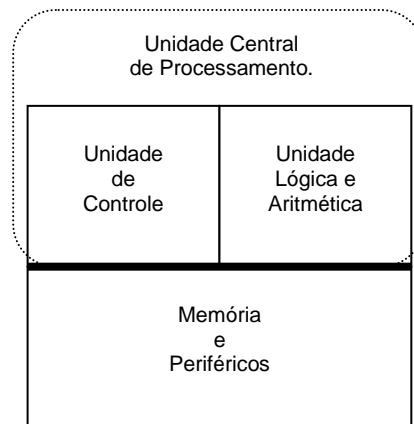 Unidade Central
de Processamento.
Unidade
de
Controle
Unidade
Lógica e
Aritmética
Memória
e
Periféricos